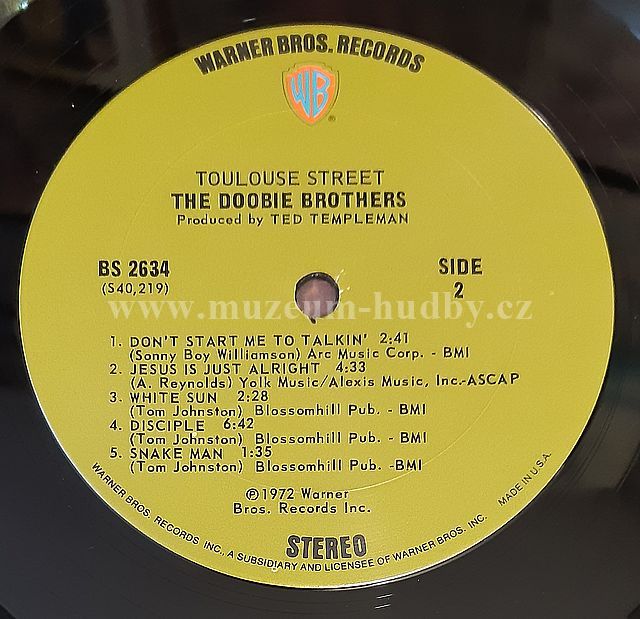 WARNER BROS. RECORDS
WB
®
TOULOUSE STREET
THE DOOBIE BROTHERS
Produced by TED TEMPLEMAN
BS 2634
(S40,219)
SIDE
2
www.muzeum-hudby.cz
1. DON'T START ME TO TALKIN' 2:41
(Sonny Boy Williamson) Arc Music Corp. - BMI
2. JESUS IS JUST ALRIGHT 4:33
(A. Reynolds) Yolk Music/Alexis Music, Inc.-ASCAP
3. WHITE SUN 2:28
(Tom Johnston) Blossomhill Pub. - BMI
4. DISCIPLE 6:42
(Tom Johnston) Blossomhill Pub. - BMI
5. SNAKE MAN 1:35
(Tom Johnston) Blossomhill Pub. -BMI
℗1972 Warner
Bros. Records Inc.
STEREO
WARNER BROS. RECORDS INC. A SUBSIDIARY AND LICENSEE OF WARNER BROS. INC. MADE IN U.S.A.